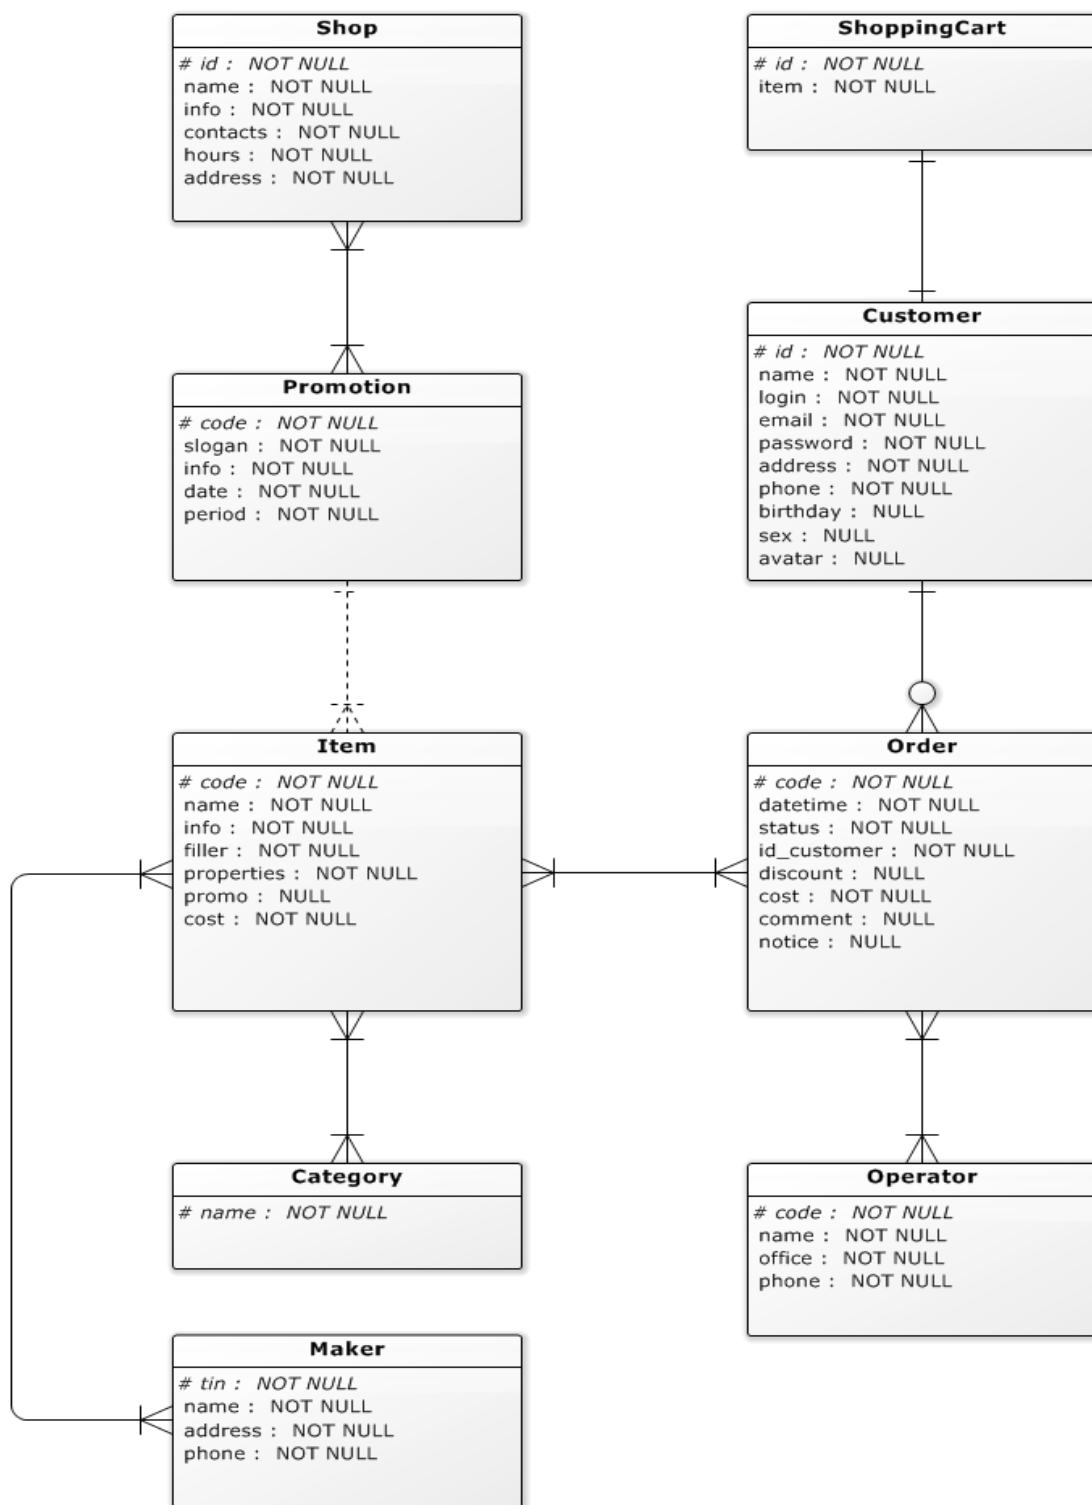 Shop
# id : NOT NULL
name : NOT NULL
info : NOT NULL
contacts : NOT NULL
hours : NOT NULL
address : NOT NULL
ShoppingCart
# id : NOT NULL
item : NOT NULL
Promotion
# code : NOT NULL
slogan : NOT NULL
info : NOT NULL
date : NOT NULL
period : NOT NULL
Customer
# id : NOT NULL
name : NOT NULL
login : NOT NULL
email : NOT NULL
password : NOT NULL
address : NOT NULL
phone : NOT NULL
birthday : NULL
sex : NULL
avatar : NULL
Item
# code : NOT NULL
name : NOT NULL
info : NOT NULL
filler : NOT NULL
properties : NOT NULL
promo : NULL
cost : NOT NULL
Order
# code : NOT NULL
datetime : NOT NULL
status : NOT NULL
id_customer : NOT NULL
discount : NULL
cost : NOT NULL
comment : NULL
notice : NULL
Category
# name : NOT NULL
Operator
# code : NOT NULL
name : NOT NULL
office : NOT NULL
phone : NOT NULL
Maker
# tin : NOT NULL
name : NOT NULL
address : NOT NULL
phone : NOT NULL